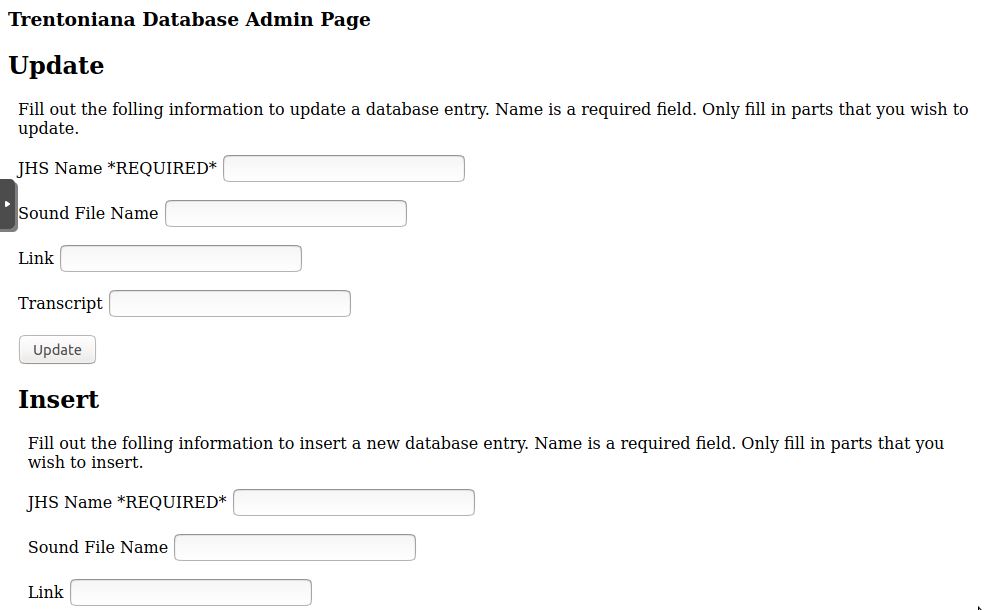 Trentoniana Database Admin Page
Update
Fill out the folling information to update a database entry. Name is a required field. Only fill in parts that you wish to
update.
JHS Name *REQUIRED*
Sound File Name
Link
Transcript
Update
Insert
Fill out the folling information to insert a new database entry. Name is a required field. Only fill in parts that you
wish to insert.
JHS Name *REQUIRED*
Sound File Name
Link